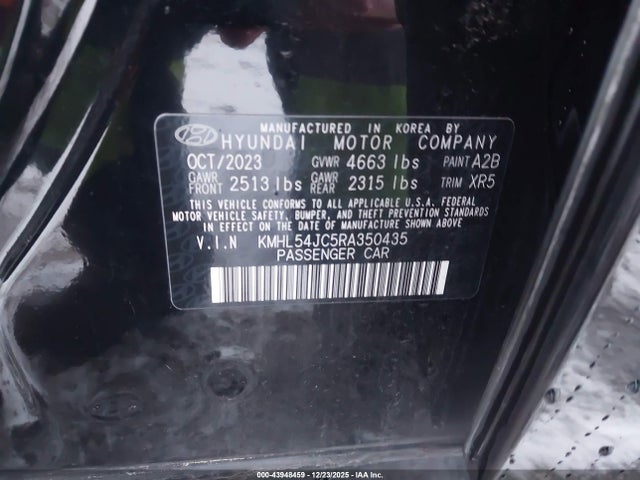 MANUFACTURED IN KOREA BY
HYUNDAI MOTOR COMPANY
OCT/2023 GVWR 4663 lbs PAINT A2B
GAWR FRONT 2513 lbs GAWR REAR 2315 lbs TRIM XR5
THIS VEHICLE CONFORMS TO ALL APPLICABLE U.S.A. FEDERAL
MOTOR VEHICLE SAFETY, BUMPER, AND THEFT PREVENTION STANDARDS
IN EFFECT ON THE DATE OF MANUFACTURE SHOWN ABOVE
V.I.N KMHL54JC5RA350435
PASSENGER CAR
000-43948459 - 12/23/2025 - IAA Inc.